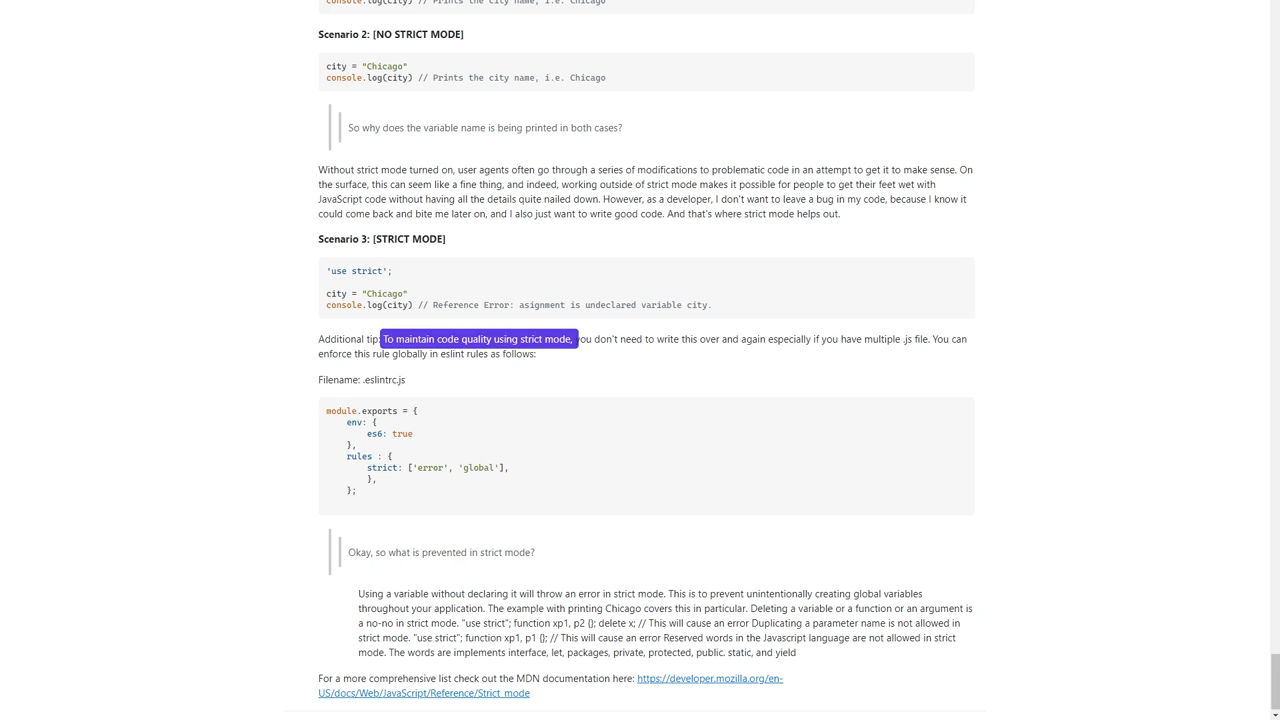 console.log(city) // Prints the city name, i.e. Chicago
Scenario 2: [NO STRICT MODE]
city = "Chicago"
console.log(city) // Prints the city name, i.e. Chicago
So why does the variable name is being printed in both cases?
Without strict mode turned on, user agents often go through a series of modifications to problematic code in an attempt to get it to make sense. On
the surface, this can seem like a fine thing, and indeed, working outside of strict mode makes it possible for people to get their feet wet with
JavaScript code without having all the details quite nailed down. However, as a developer, I don't want to leave a bug in my code, because I know it
could come back and bite me later on, and I also just want to write good code. And that's where strict mode helps out.
Scenario 3: [STRICT MODE]
'use strict';
city = "Chicago"
console.log(city) // Reference Error: asignment is undeclared variable city.
Additional tip: To maintain code quality using strict mode, you don't need to write this over and again especially if you have multiple .js file. You can
enforce this rule globally in eslint rules as follows:
Filename: .eslintrc.js
module.exports = {
env: {
es6: true
},
rules : {
strict: ['error', 'global'],
},
};
Okay, so what is prevented in strict mode?
Using a variable without declaring it will throw an error in strict mode. This is to prevent unintentionally creating global variables
throughout your application. The example with printing Chicago covers this in particular. Deleting a variable or a function or an argument is
a no-no in strict mode. "use strict"; function xp1, p2 {}; delete x; // This will cause an error Duplicating a parameter name is not allowed in
strict mode. "use strict"; function xp1, p1 {}; // This will cause an error Reserved words in the Javascript language are not allowed in strict
mode. The words are implements interface, let, packages, private, protected, public. static, and yield
For a more comprehensive list check out the MDN documentation here: https://developer.mozilla.org/en-
US/docs/Web/JavaScript/Reference/Strict_mode